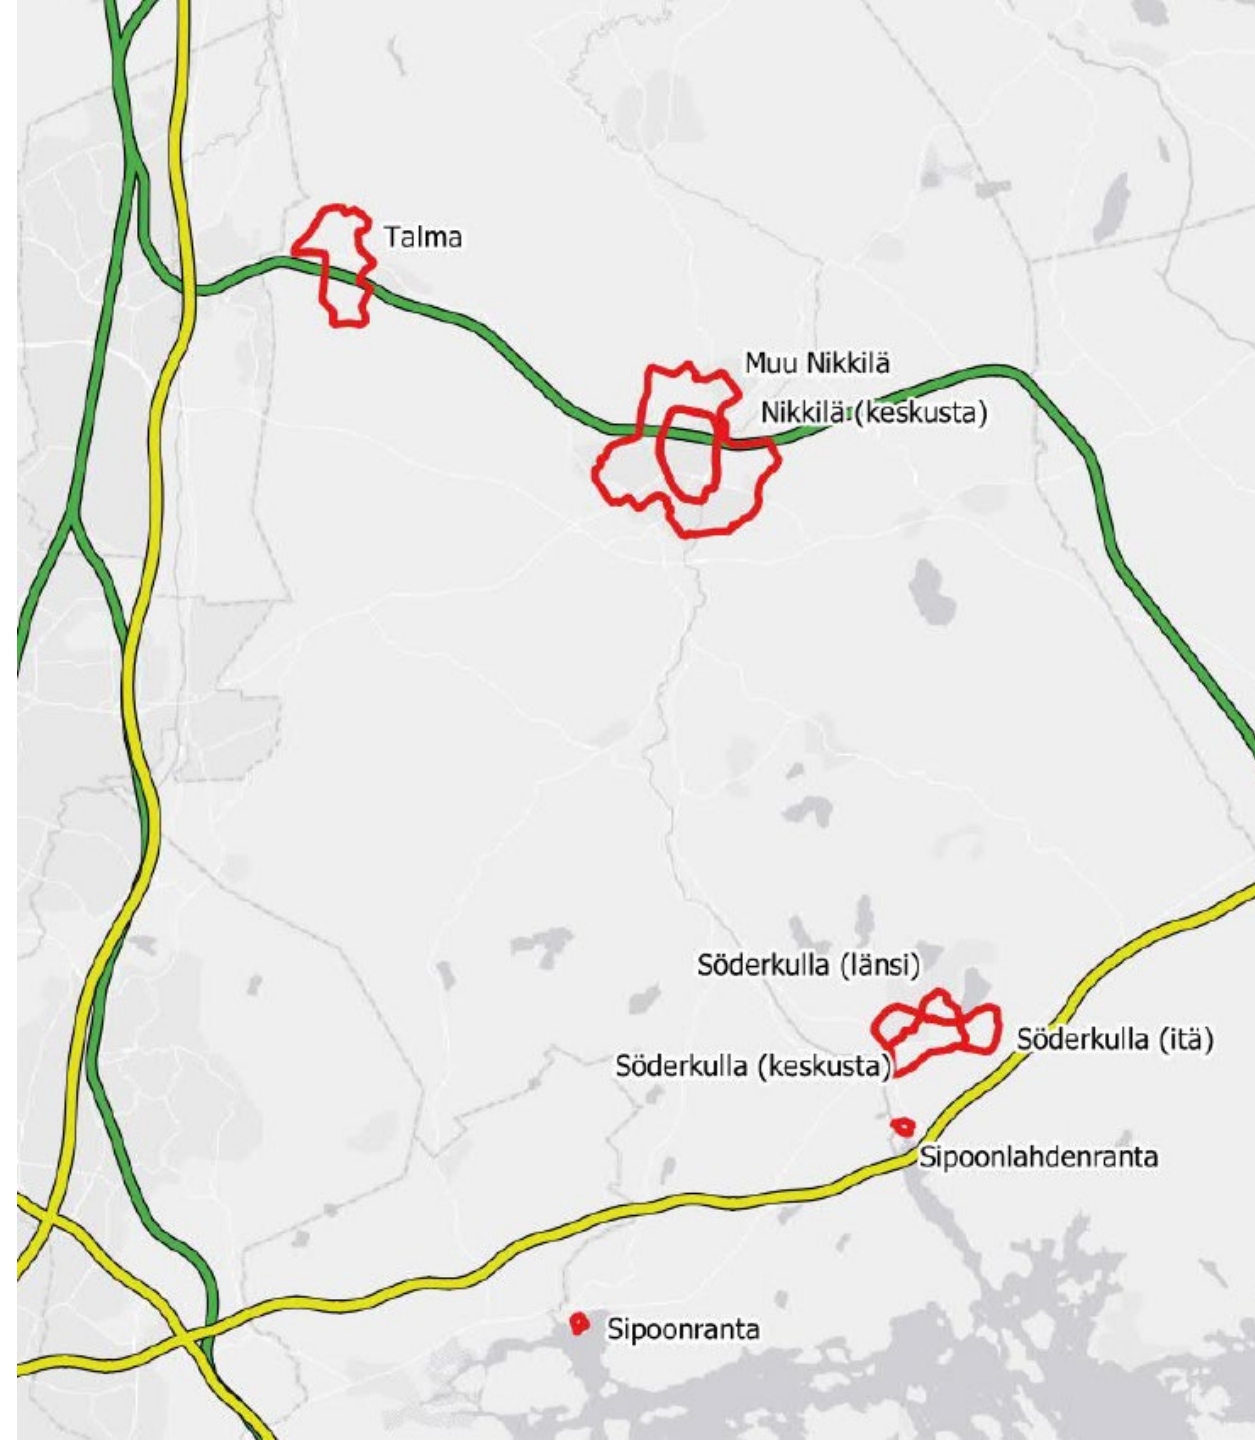 Talma
Muu Nikkilä
Nikkilä (keskusta)
Söderkulla (länsi)
Söderkulla (itä)
Söderkulla (keskusta)
Sipoonlahdenranta
Sipoonranta